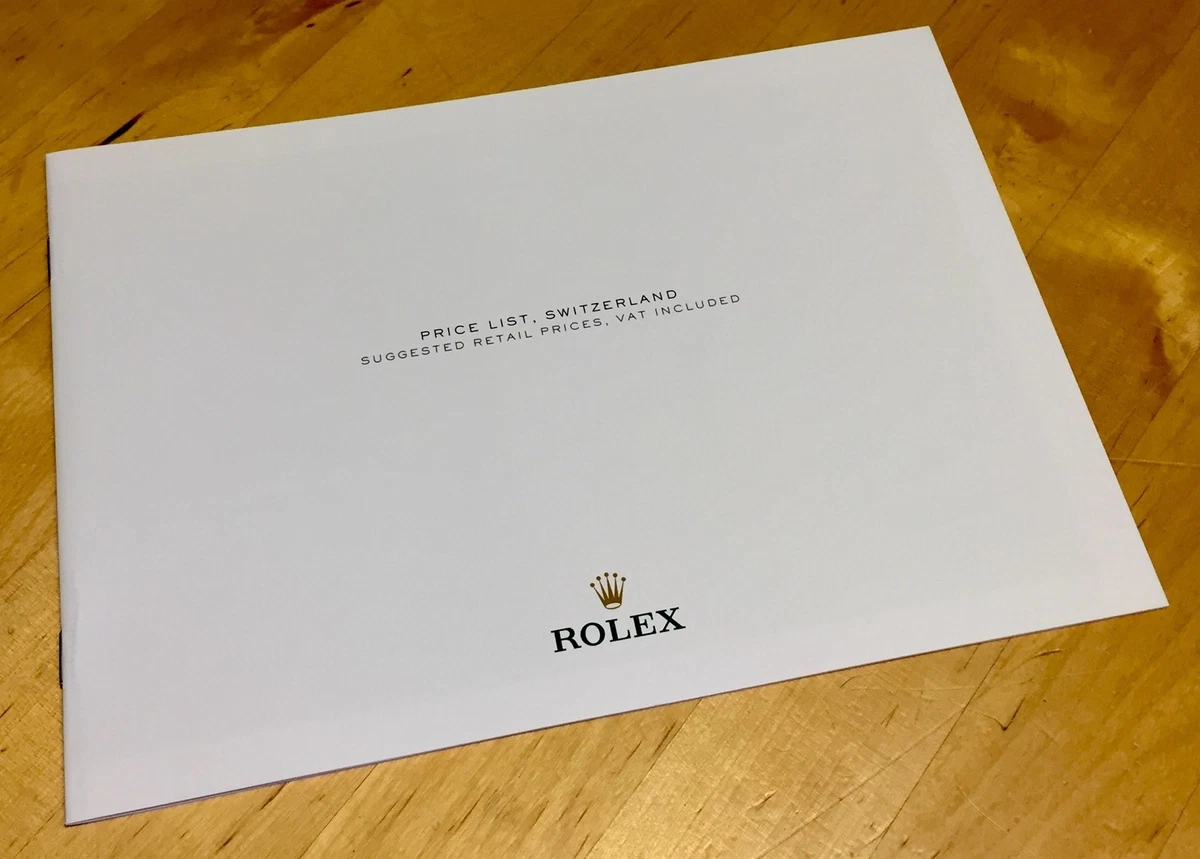 PRICE LIST, SWITZERLAND
SUGGESTED RETAIL PRICES, VAT INCLUDED
ROLEX